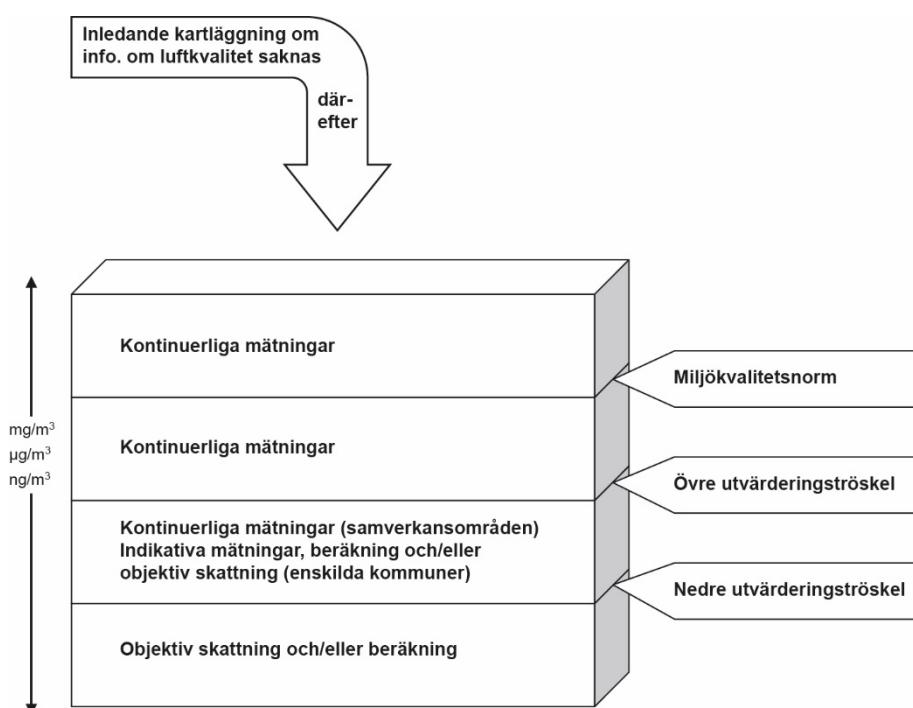 Inledande kartläggning om
info. om luftkvalitet saknas
där-
efter
Kontinuerliga mätningar
Miljökvalitetsnorm
mg/m³
µg/m³
ng/m³
Kontinuerliga mätningar
Övre utvärderingströskel
Kontinuerliga mätningar (samverkansområden)
Indikativa mätningar, beräkning och/eller
objektiv skattning (enskilda kommuner)
Nedre utvärderingströskel
Objektiv skattning och/eller beräkning